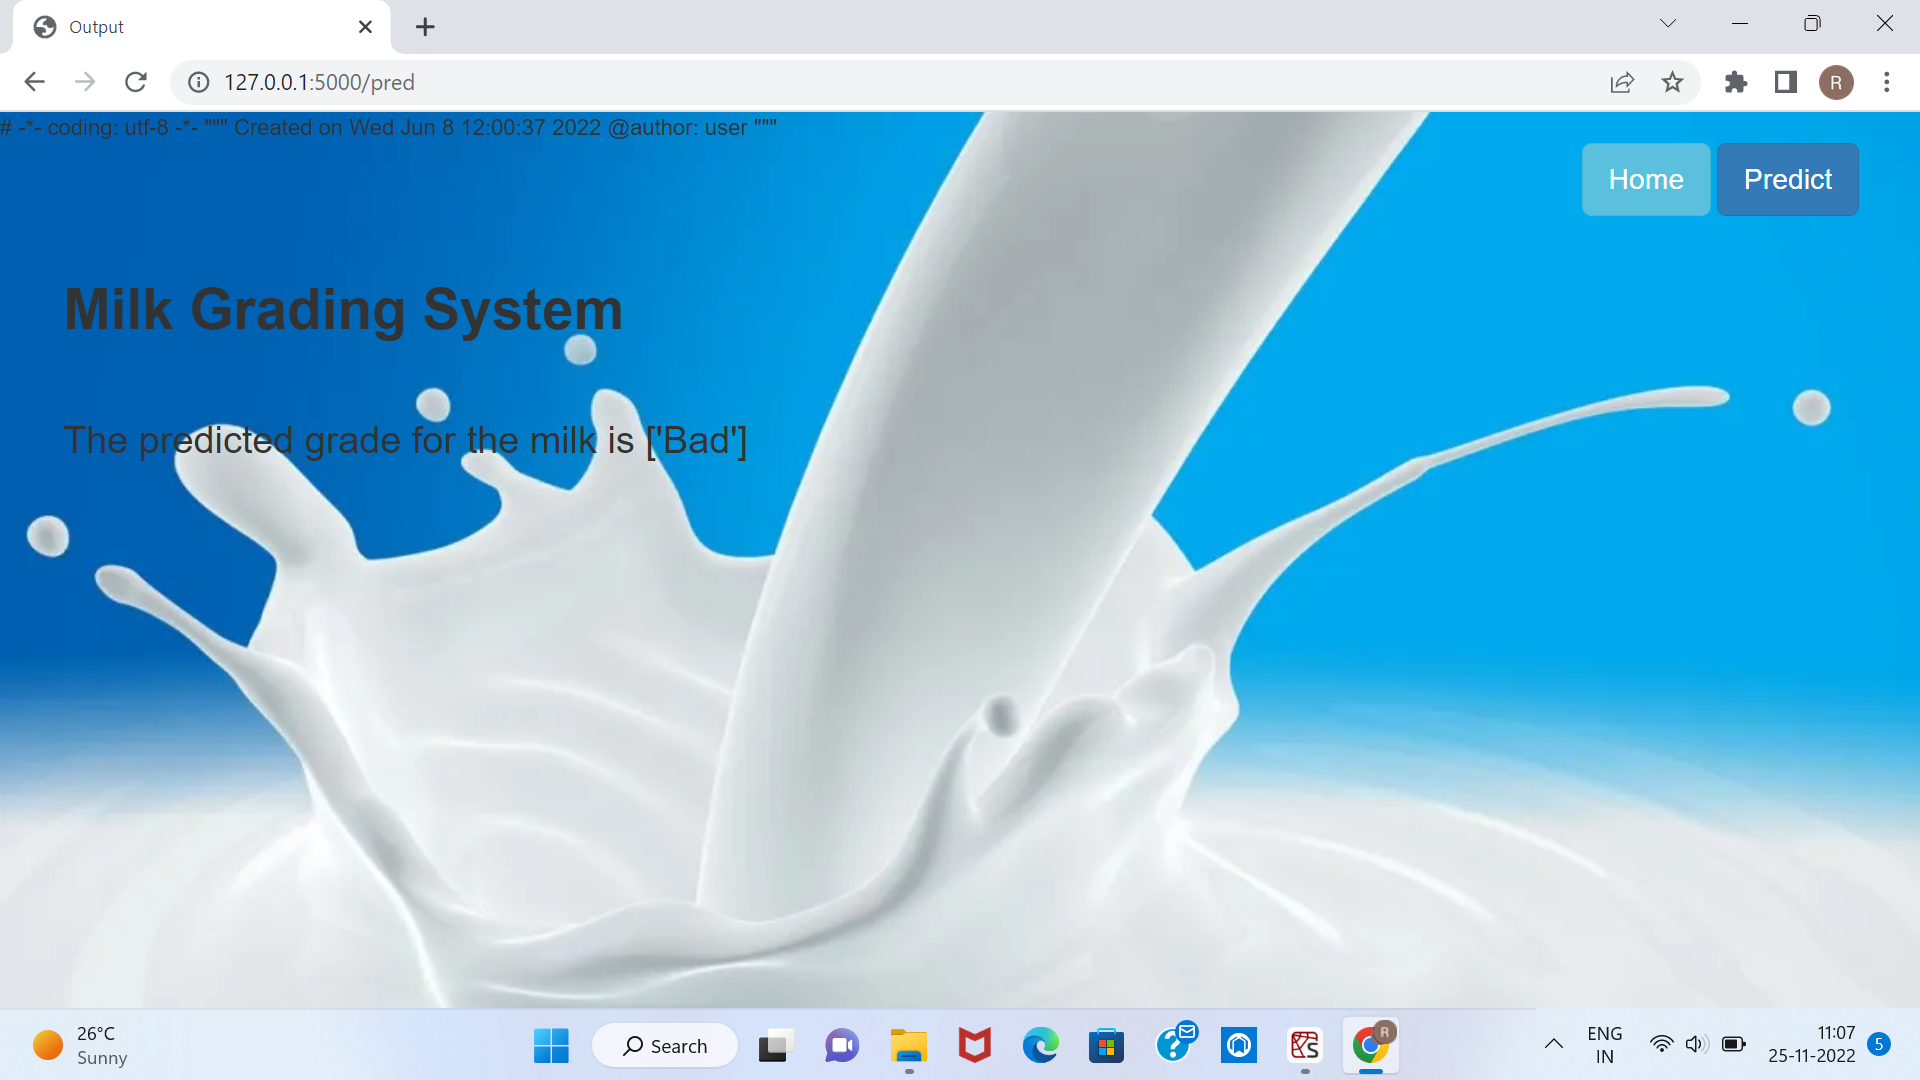 Output
127.0.0.1:5000/pred
R
# -*- coding: utf-8 -*- """ Created on Wed Jun 8 12:00:37 2022 @author: user """
Home
Predict
Milk Grading System
The predicted grade for the milk is ['Bad']
26°C
Sunny
Search
R
ENG
IN
11:07
25-11-2022
5